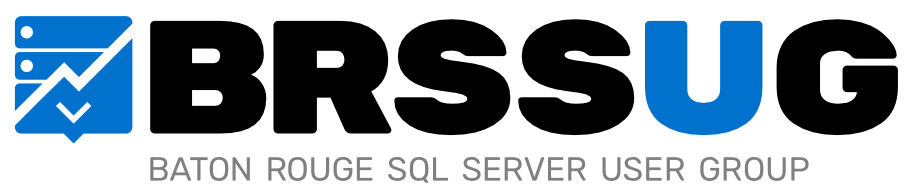 BRSSUG
BATON ROUGE SQL SERVER USER GROUP